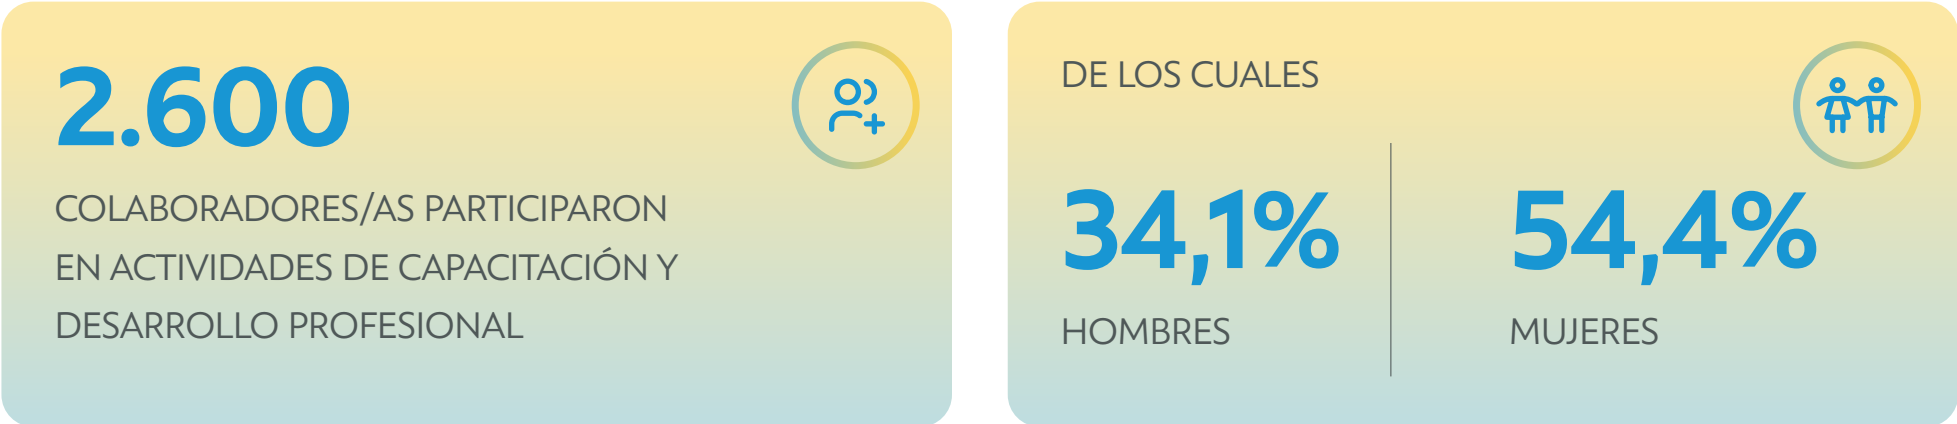 2.600
COLABORADORES/AS PARTICIPARON
EN ACTIVIDADES DE CAPACITACIÓN Y
DESARROLLO PROFESIONAL
DE LOS CUALES
34,1%
HOMBRES
54,4%
MUJERES